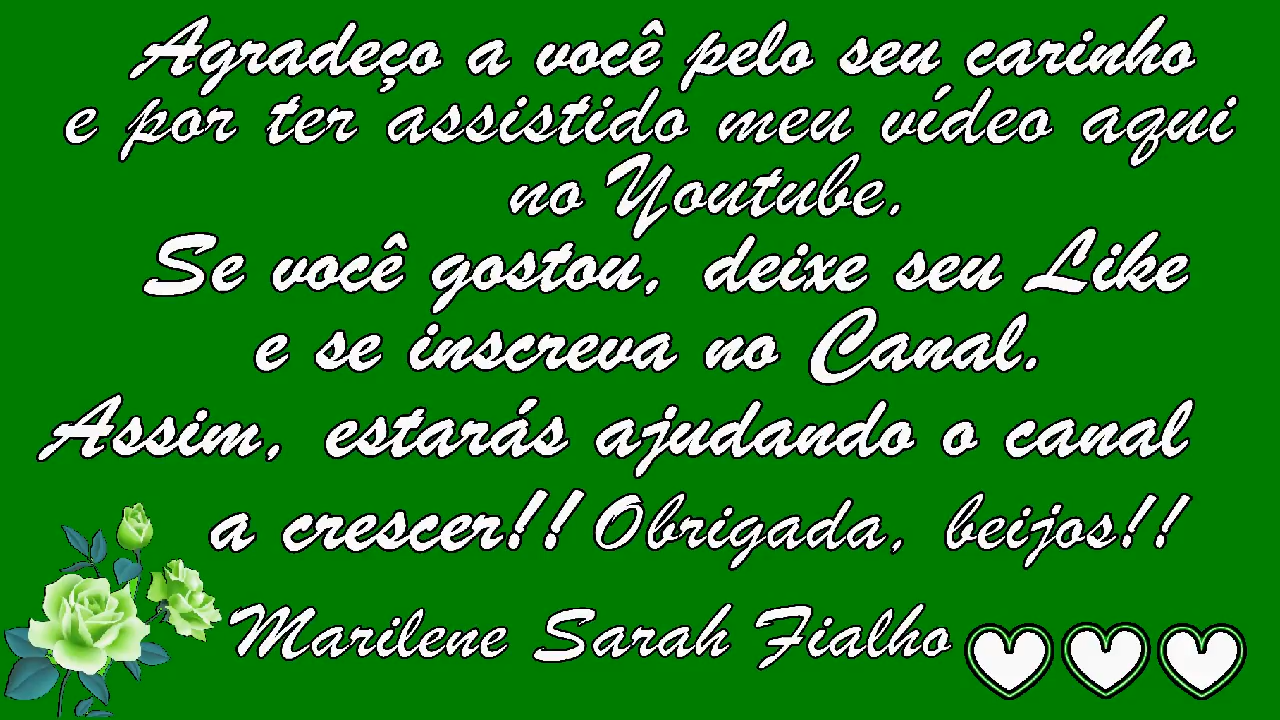 Agradeço a você pelo seu carinho
e por ter assistido meu vídeo aqui
no Youtube.
Se você gostou, deixe seu Like
e se inscreva no Canal.
Assim, estarás ajudando o canal
a crescer!! Obrigada, beijos!!
Marilene Sarah Fialho